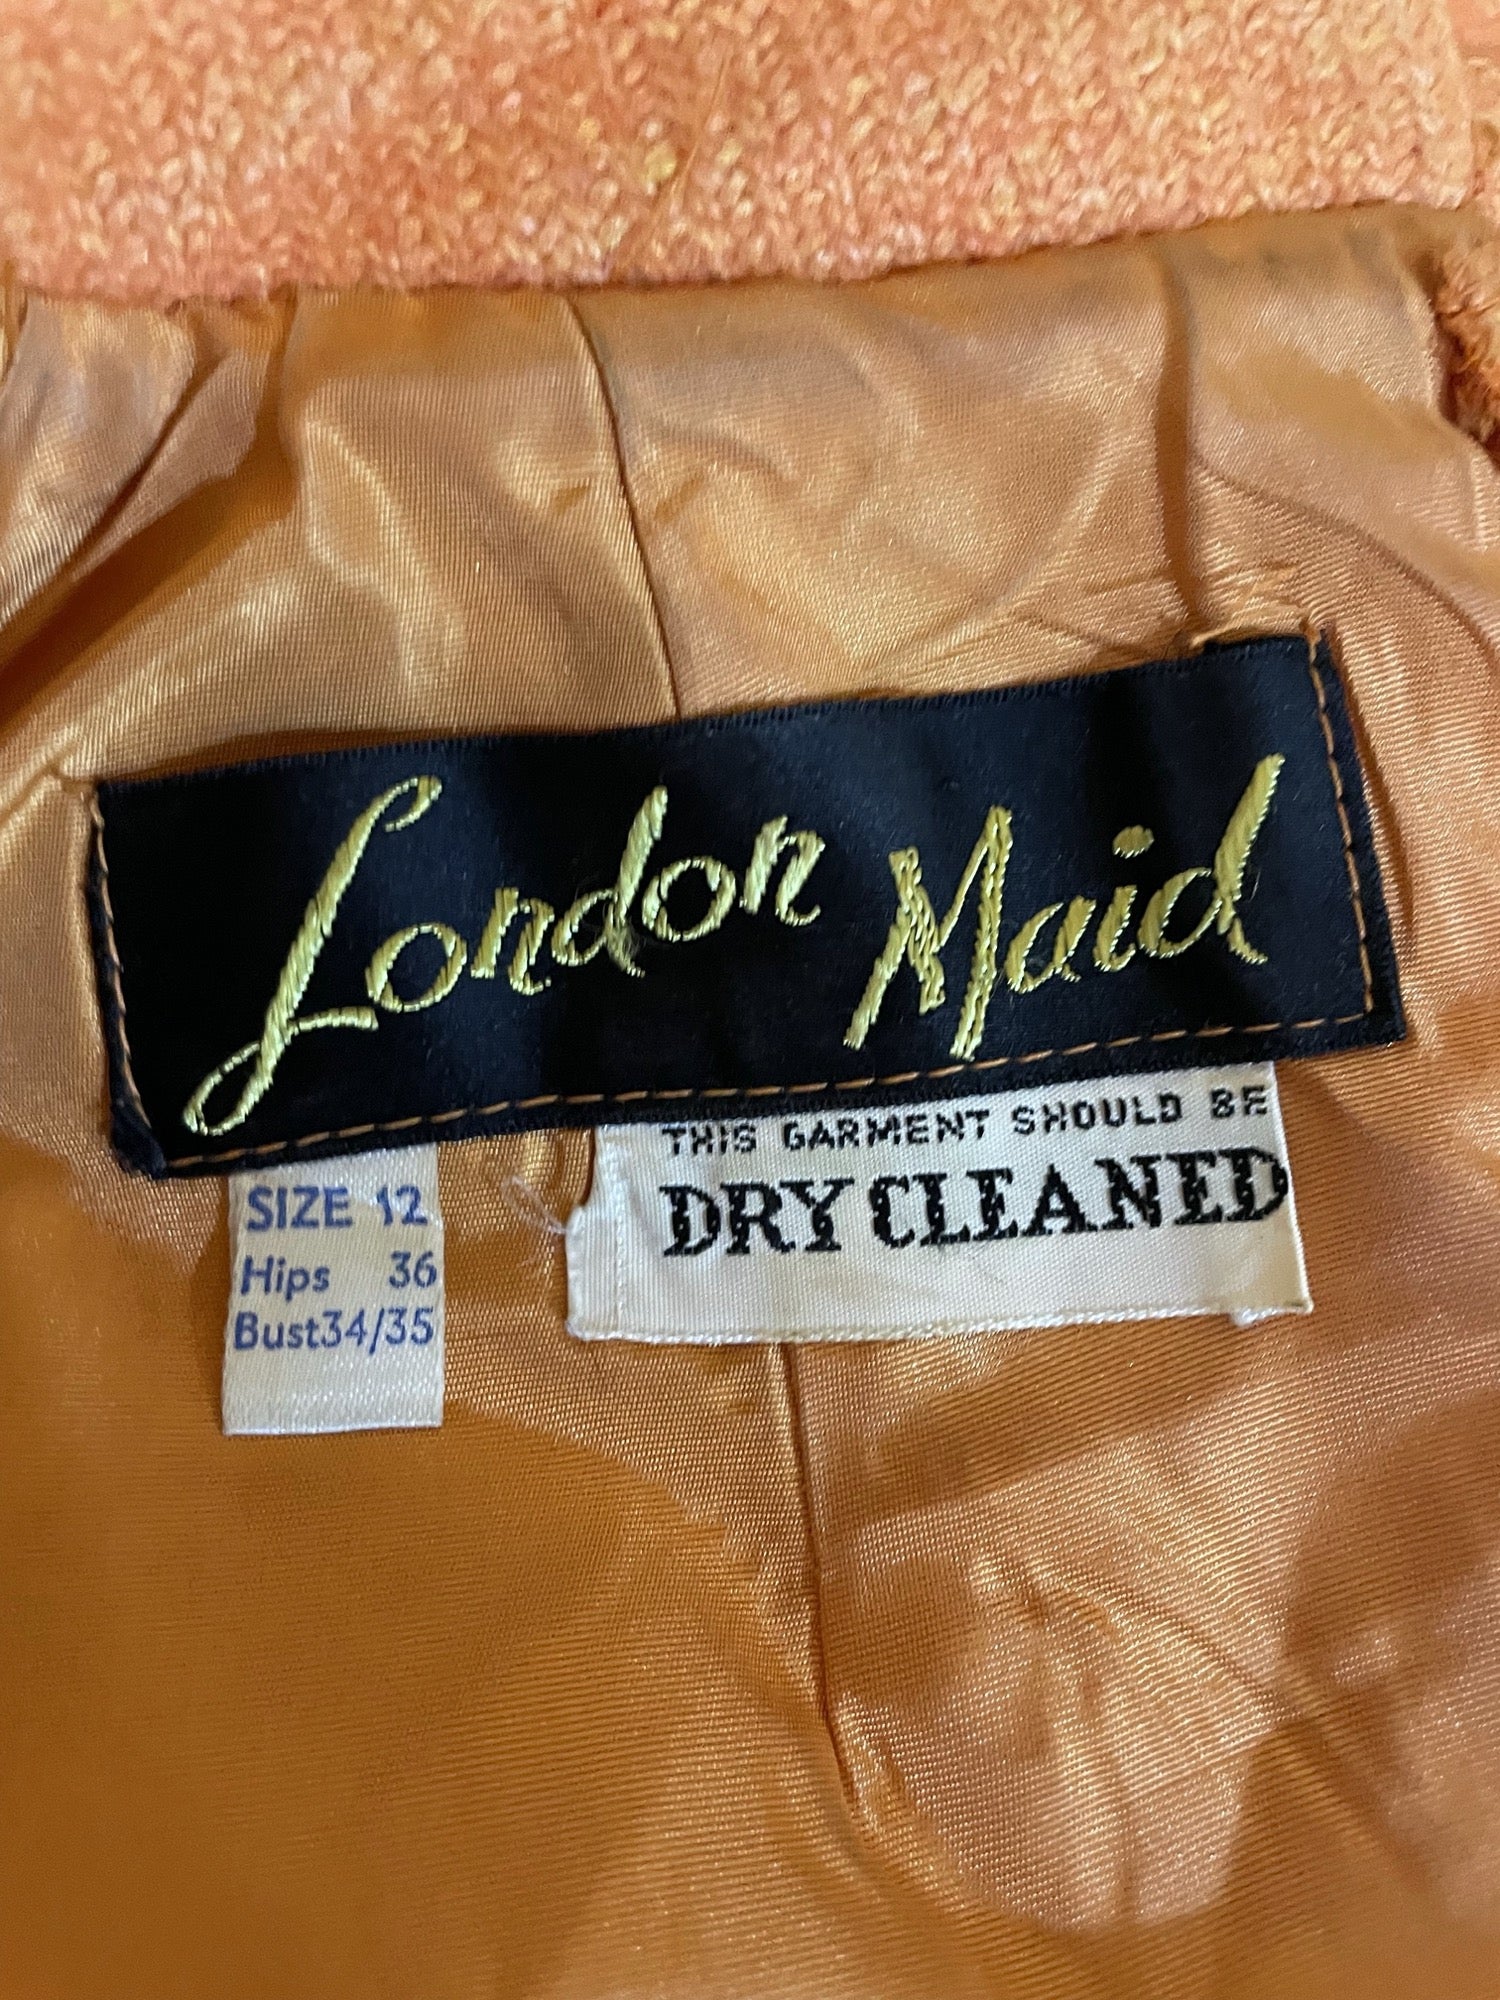 London Maid
THIS GARMENT SHOULD BE
DRY CLEANED
SIZE 12
Hips 36
Bust34/35